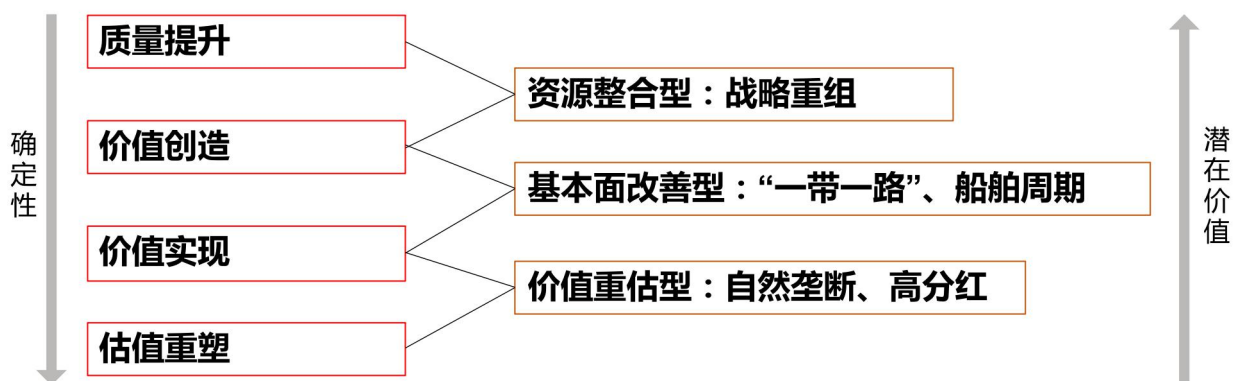 质量提升
资源整合型：战略重组
价值创造
基本面改善型：“一带一路”、船舶周期
价值实现
价值重估型：自然垄断、高分红
估值重塑
确定性
潜在价值